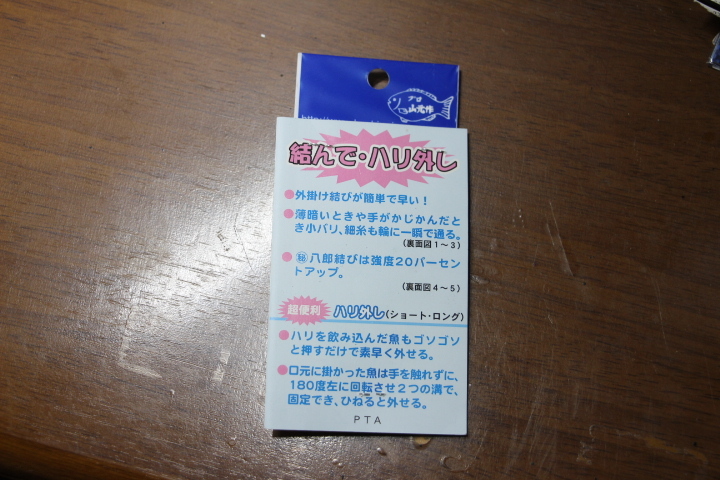 プロ
山元作
結んで・ハリ外し
●外掛け結びが簡単で早い！
●薄暗いときや手がかじかんだと
き小バリ、細糸も輪に一瞬で通る。
（裏面図１～３）
●㊙八郎結びは強度20パーセン
トアップ。
（裏面図４～５）
超便利 ハリ外し（ショート・ロング）
●ハリを飲み込んだ魚もゴソゴソ
と押すだけで素早く外せる。
●口元に掛かった魚は手を触れずに、
180度左に回転させ２つの溝で、
固定でき、ひねると外せる。
ＰＴＡ